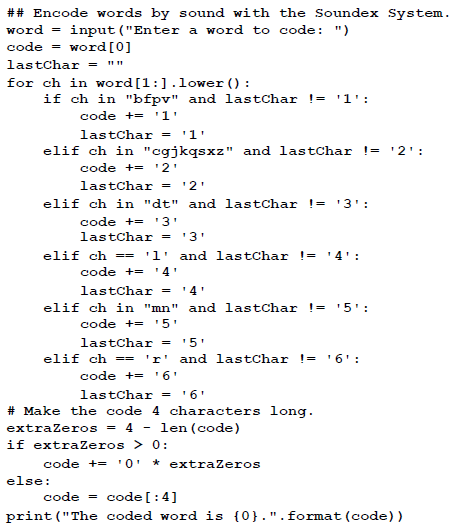 ## Encode words by sound with the Soundex System.
word = input("Enter a word to code: ")
code = word[0]
lastChar = ""
for ch in word[1:].lower():
    if ch in "bfpv" and lastChar != '1':
        code += '1'
        lastChar = '1'
    elif ch in "cgjkqsxz" and lastChar != '2':
        code += '2'
        lastChar = '2'
    elif ch in "dt" and lastChar != '3':
        code += '3'
        lastChar = '3'
    elif ch == 'l' and lastChar != '4':
        code += '4'
        lastChar = '4'
    elif ch in "mn" and lastChar != '5':
        code += '5'
        lastChar = '5'
    elif ch == 'r' and lastChar != '6':
        code += '6'
        lastChar = '6'
# Make the code 4 characters long.
extraZeros = 4 - len(code)
if extraZeros > 0:
    code += '0' * extraZeros
else:
    code = code[:4]
print("The coded word is {0}.".format(code))